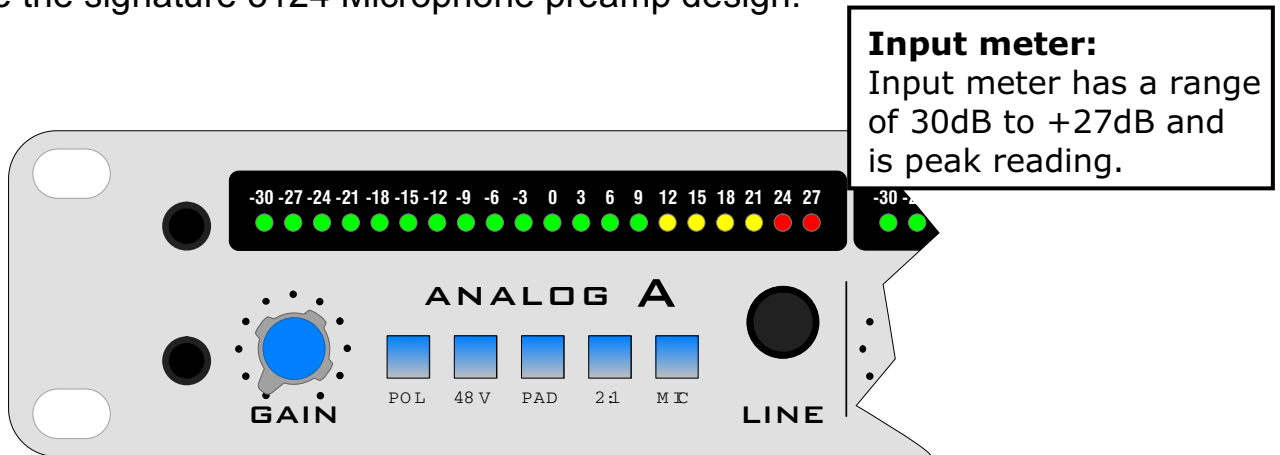 the signature 6124 Microphone preamp design.
Input meter:
Input meter has a range
of 30dB to +27dB and
is peak reading.
-30 -27 -24 -21 -18 -15 -12 -9 -6 -3 0 3 6 9 12 15 18 21 24 27
-30
ANALOG A
POL 48V PAD 2:1 MIC
GAIN
LINE